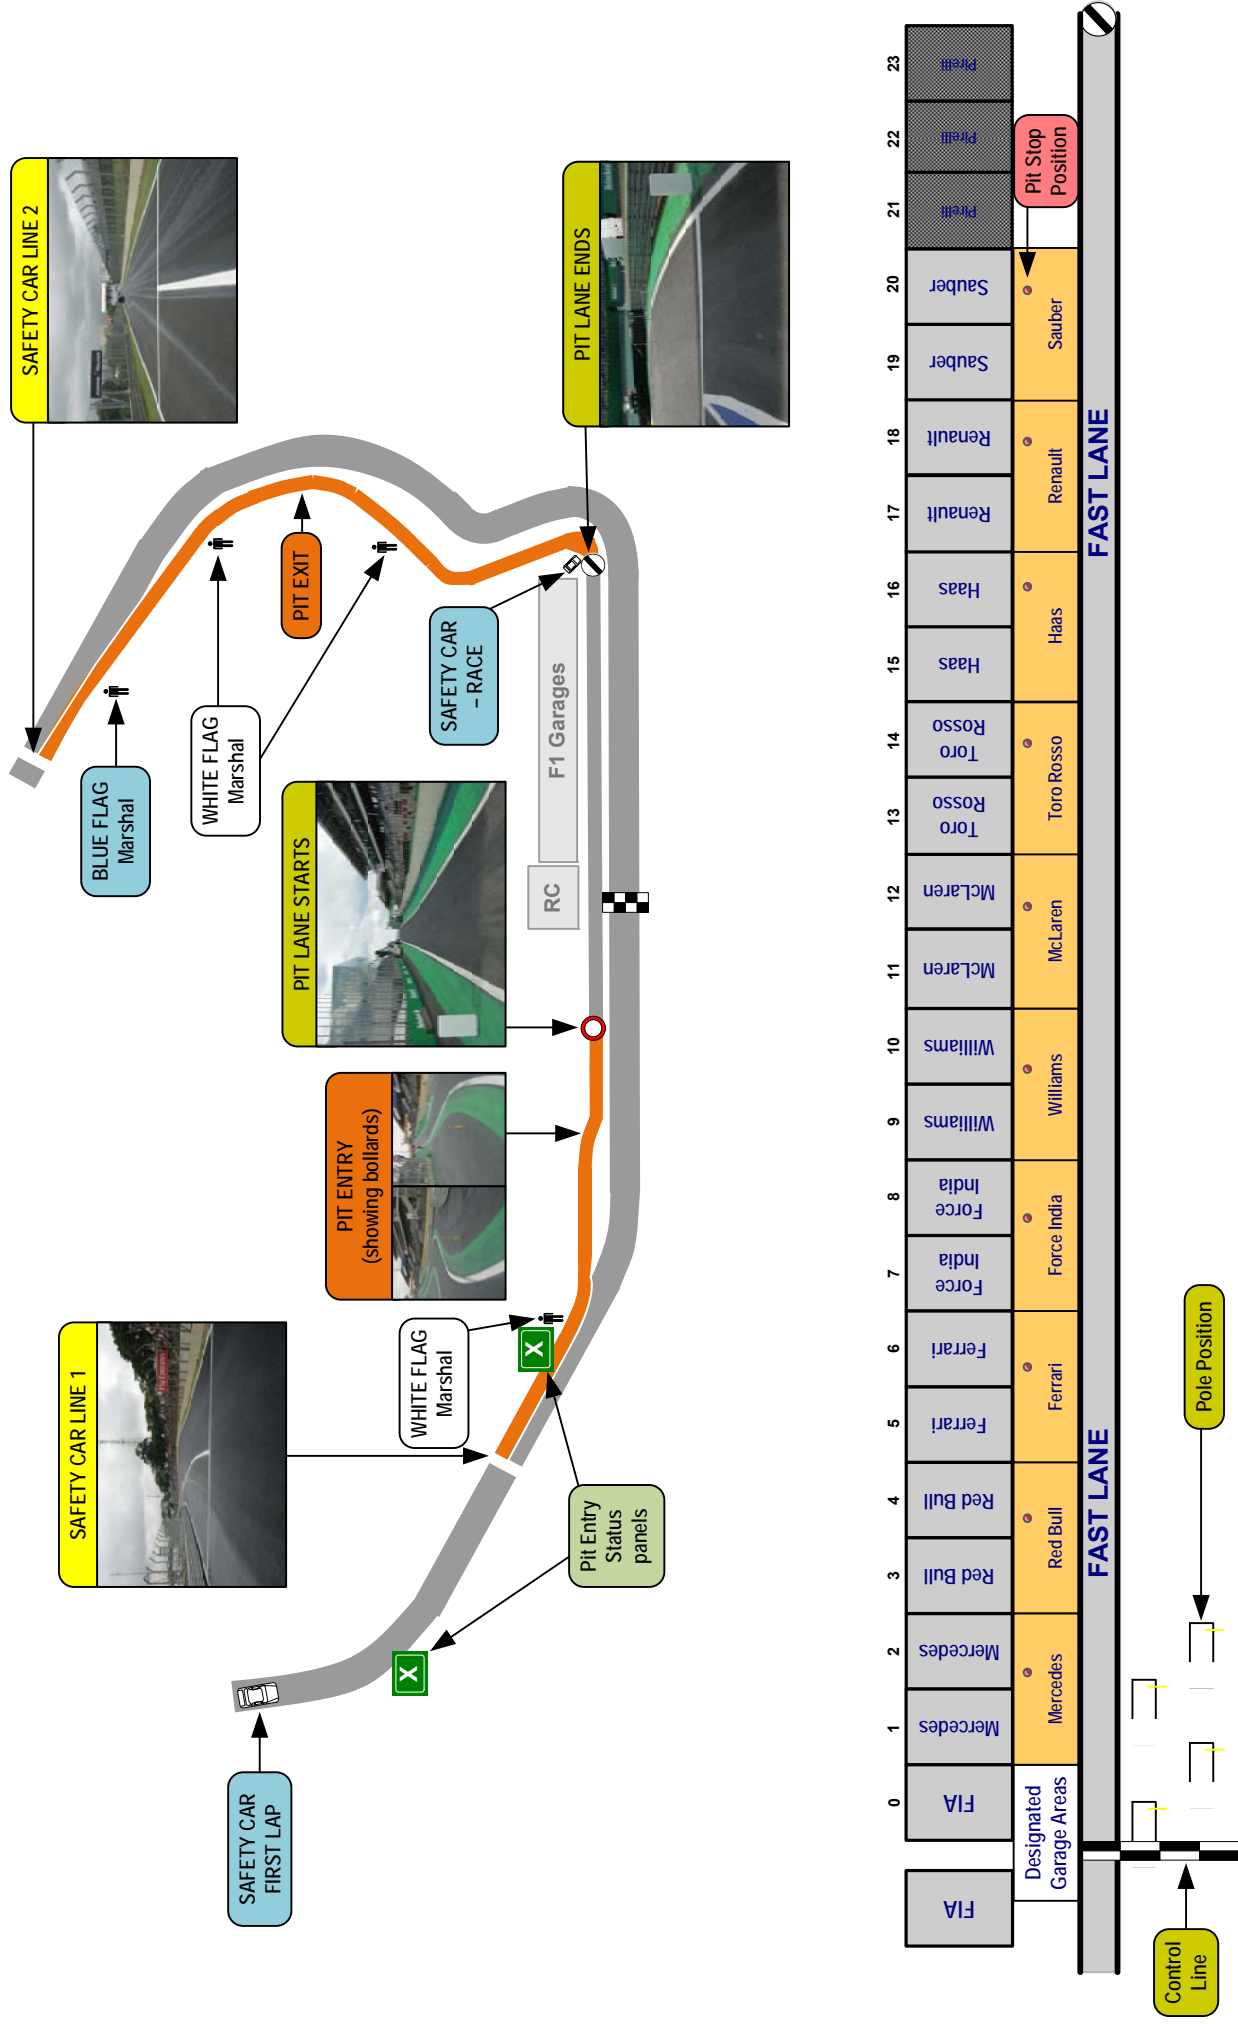 SAFETY CAR LINE 1
SAFETY CAR LINE 2
PIT ENTRY
(showing bollards)
PIT LANE STARTS
PIT LANE ENDS
SAFETY CAR
FIRST LAP
WHITE FLAG
Marshal
BLUE FLAG
Marshal
WHITE FLAG
Marshal
PIT EXIT
SAFETY CAR
– RACE
X
X
Pit Entry
Status
panels
RC
F1 Garages
0
1
2
3
4
5
6
7
8
9
10
11
12
13
14
15
16
17
18
19
20
21
22
23
FIA
FIA
Mercedes
Mercedes
Red Bull
Red Bull
Ferrari
Ferrari
Force
India
Force
India
Williams
Williams
McLaren
McLaren
Toro
Rosso
Toro
Rosso
Haas
Haas
Renault
Renault
Sauber
Sauber
Pirelli
Pirelli
Pirelli
Designated
Garage Areas
Mercedes
Red Bull
Ferrari
Force India
Williams
McLaren
Toro Rosso
Haas
Renault
Sauber
Pit Stop
Position
FAST LANE
FAST LANE
Control
Line
Pole Position